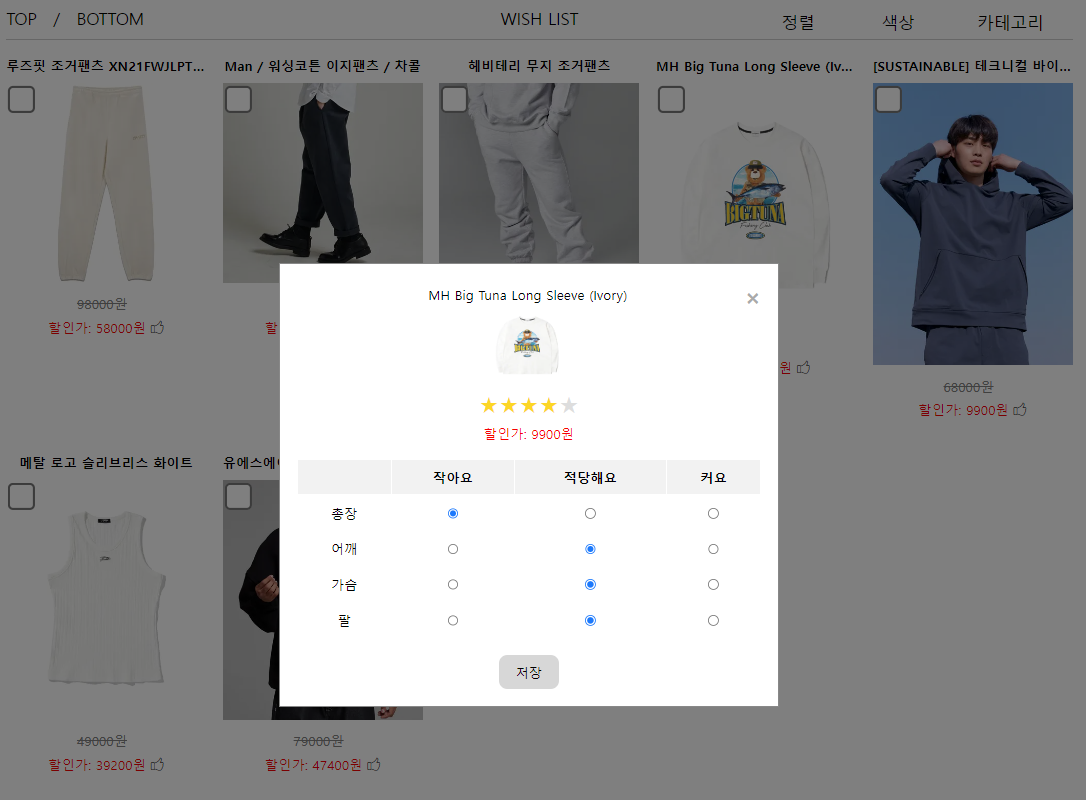 TOP / BOTTOM WISH LIST 정렬 색상 카테고리
루즈핏 조거팬츠 XN21FWJLPT... Man / 워싱코튼 이지팬츠 / 차콜 헤비테리 무지 조거팬츠 MH Big Tuna Long Sleeve (Iv... [SUSTAINABLE] 테크니컬 바이...
BIGTUNA
98000원
할인가: 58000원
할
원
68000원
할인가: 9900원
MH Big Tuna Long Sleeve (Ivory)
×
BIGTUNA
★★★★★
할인가: 9900원
작아요 적당해요 커요
총장
어깨
가슴
팔
저장
메탈 로고 슬리브리스 화이트 유에스에이
49000원 79000원
할인가: 39200원 할인가: 47400원